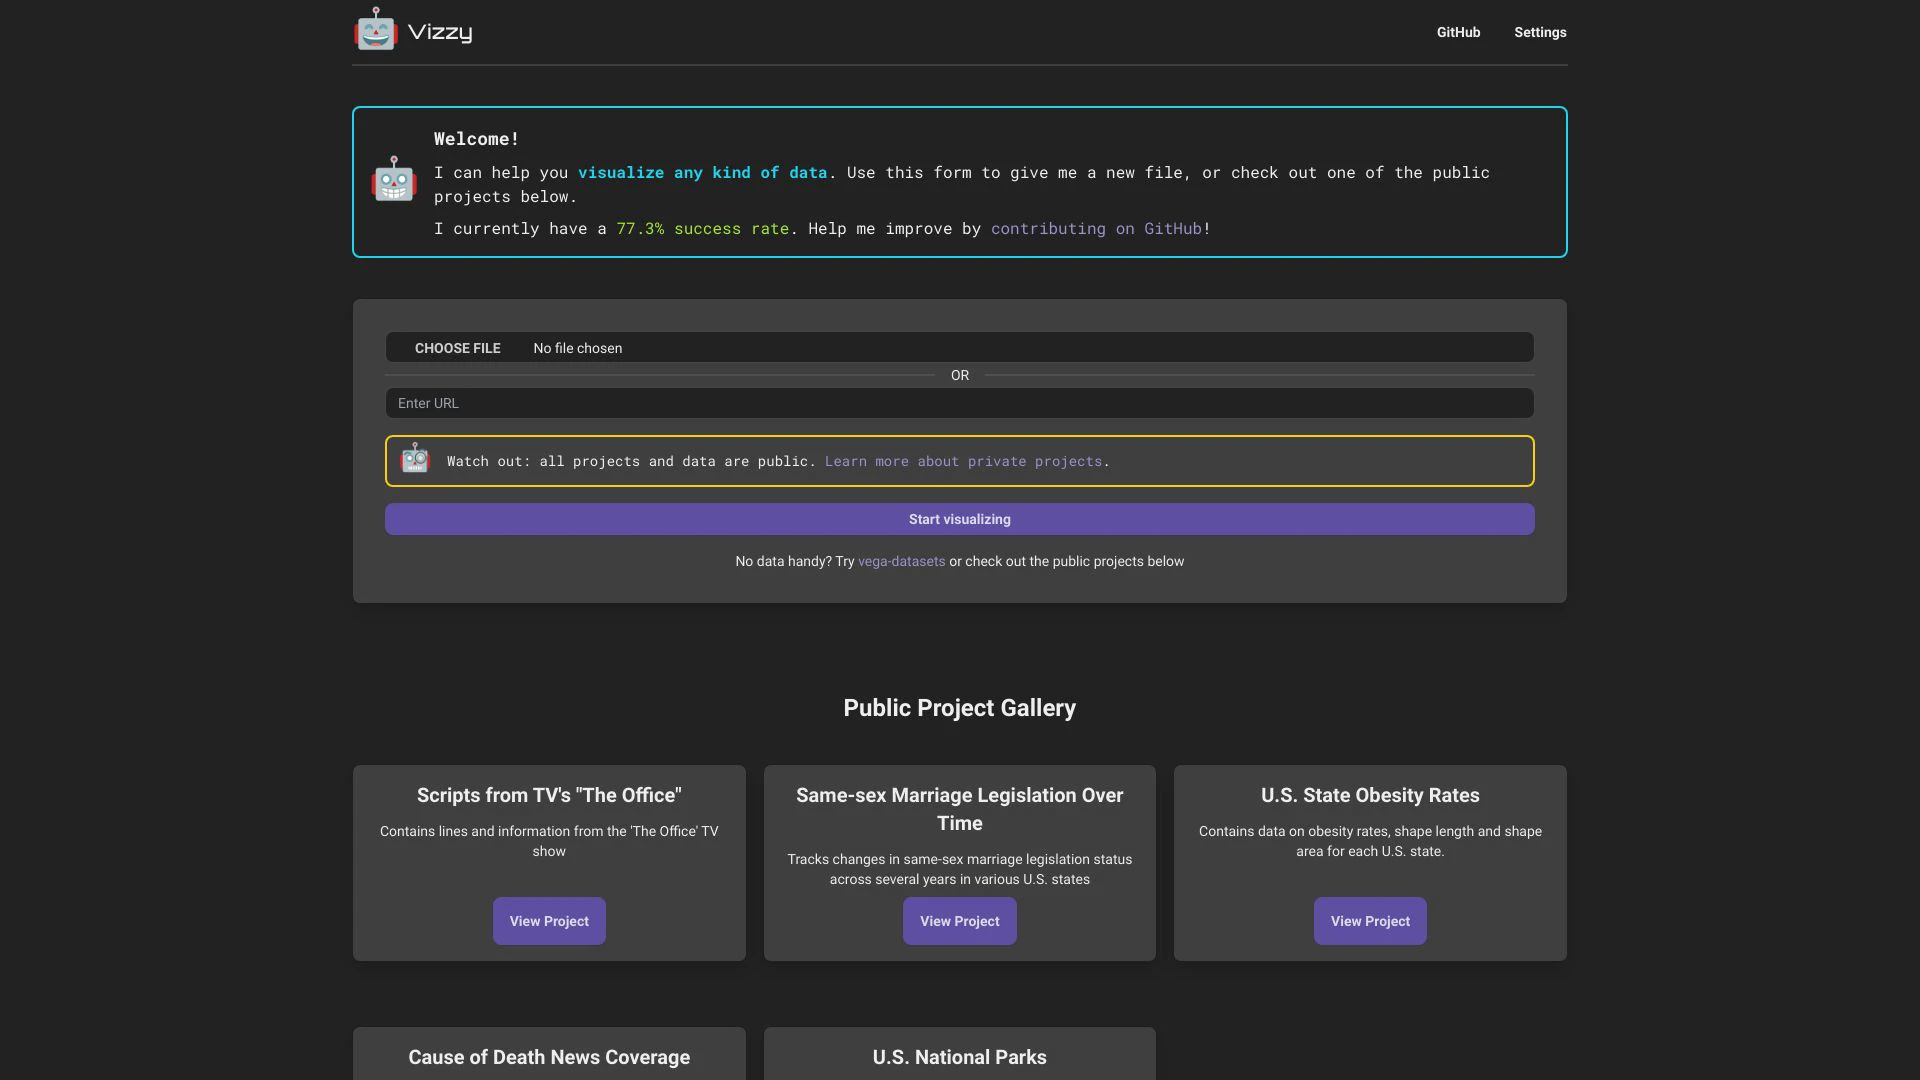 Vizzy
GitHub
Settings
Welcome!
I can help you visualize any kind of data. Use this form to give me a new file, or check out one of the public
projects below.
I currently have a 77.3% success rate. Help me improve by contributing on GitHub!
CHOOSE FILE
No file chosen
OR
Enter URL
Watch out: all projects and data are public. Learn more about private projects.
Start visualizing
No data handy? Try vega-datasets or check out the public projects below
Public Project Gallery
Scripts from TV's "The Office"
Contains lines and information from the 'The Office' TV
show
View Project
Same-sex Marriage Legislation Over
Time
Tracks changes in same-sex marriage legislation status
across several years in various U.S. states
View Project
U.S. State Obesity Rates
Contains data on obesity rates, shape length and shape
area for each U.S. state.
View Project
Cause of Death News Coverage
U.S. National Parks